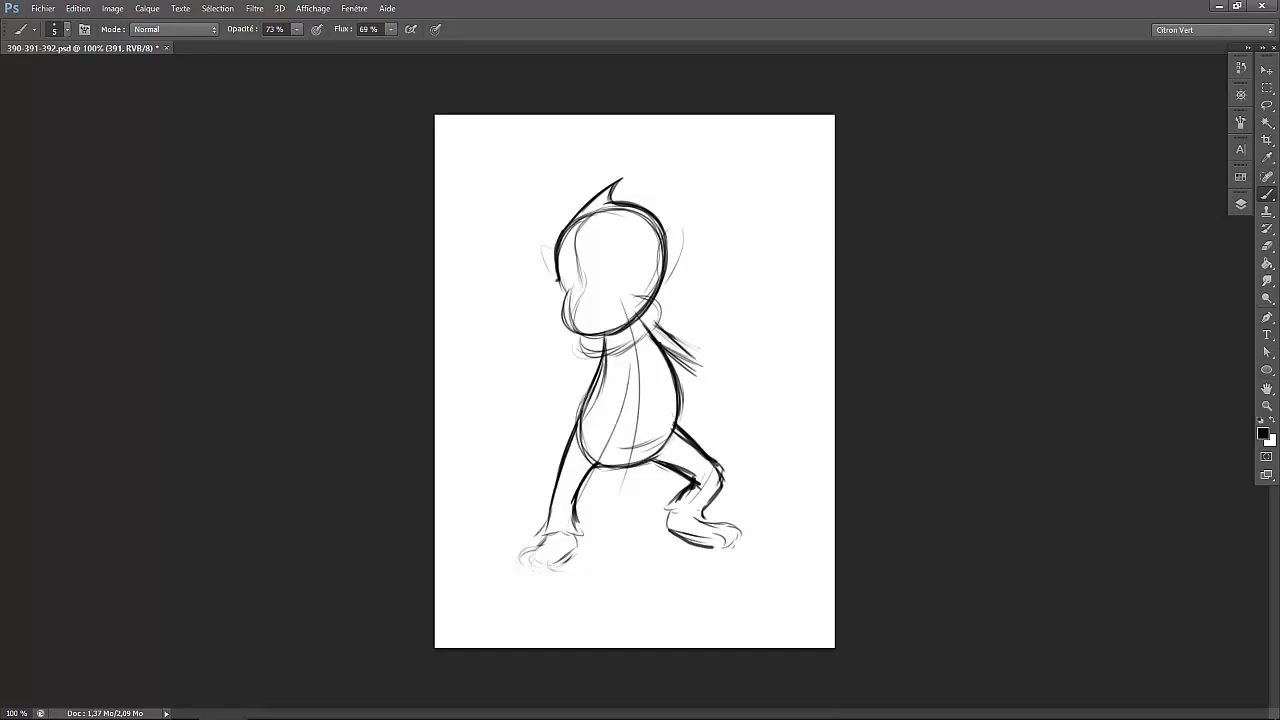 Ps Fichier Edition Image Calque Texte Sélection Filtre 3D Affichage Fenêtre Aide
5 Mode : Normal Opacité : 73 % Flux : 69 % Citron Vert
390-391-392.psd @ 100% (391, RVB/8) *
100 % Doc : 1,37 Mo/2,09 Mo